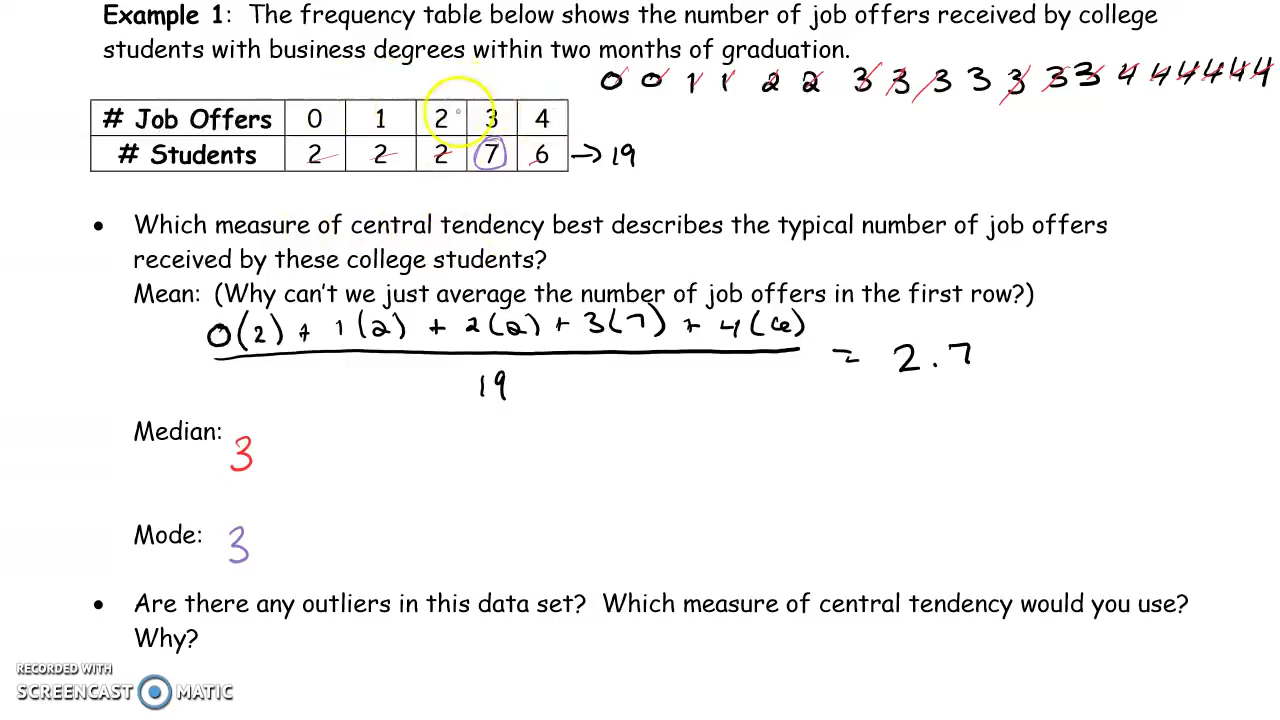 Example 1: The frequency table below shows the number of job offers received by college
students with business degrees within two months of graduation.
0 0 1 1 2 2 3 3 3 3 3 3 3 4 4 4 4 4 4
# Job Offers 0 1 2 3 4
# Students 2 2 2 7 6 → 19
• Which measure of central tendency best describes the typical number of job offers
received by these college students?
Mean: (Why can't we just average the number of job offers in the first row?)
0(2) + 1(2) + 2(2) + 3(7) + 4(6)
= 2.7
19
Median: 3
Mode: 3
• Are there any outliers in this data set? Which measure of central tendency would you use?
Why?
RECORDED WITH
SCREENCAST MATIC